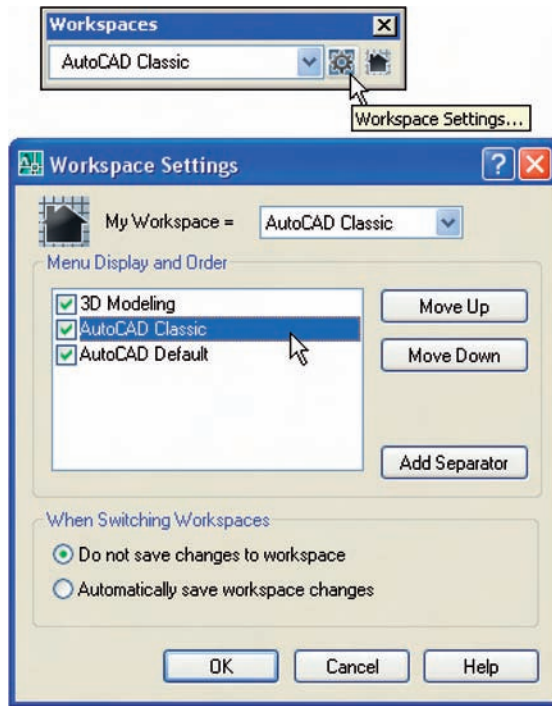 Workspaces
AutoCAD Classic
Workspace Settings...
Workspace Settings
My Workspace = AutoCAD Classic
Menu Display and Order
3D Modeling
AutoCAD Classic
AutoCAD Default
Move Up
Move Down
Add Separator
When Switching Workspaces
Do not save changes to workspace
Automatically save workspace changes
OK Cancel Help